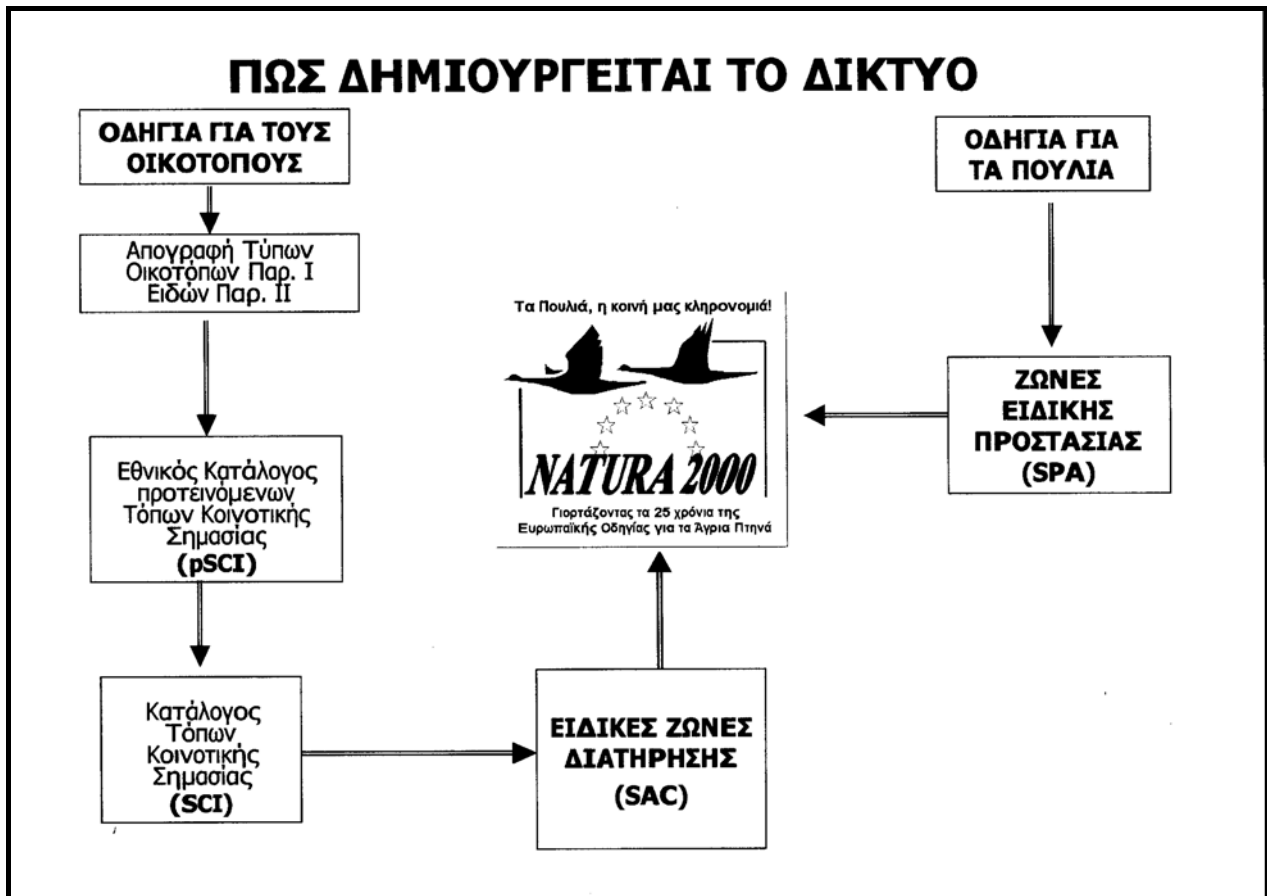 ΠΩΣ ΔΗΜΙΟΥΡΓΕΙΤΑΙ ΤΟ ΔΙΚΤΥΟ
ΟΔΗΓΙΑ ΓΙΑ ΤΟΥΣ
ΟΙΚΟΤΟΠΟΥΣ
Απογραφή Τύπων
Οικοτόπων Παρ. Ι
Ειδών Παρ. ΙΙ
Εθνικός Κατάλογος
προτεινόμενων
Τόπων Κοινοτικής
Σημασίας
(pSCI)
Κατάλογος
Τόπων
Κοινοτικής
Σημασίας
(SCI)
ΕΙΔΙΚΕΣ ΖΩΝΕΣ
ΔΙΑΤΗΡΗΣΗΣ
(SAC)
Τα Πουλιά, η κοινή μας κληρονομιά!
NATURA 2000
Γιορτάζοντας τα 25 χρόνια της
Ευρωπαϊκής Οδηγίας για τα Άγρια Πτηνά
ΟΔΗΓΙΑ ΓΙΑ
ΤΑ ΠΟΥΛΙΑ
ΖΩΝΕΣ
ΕΙΔΙΚΗΣ
ΠΡΟΣΤΑΣΙΑΣ
(SPA)